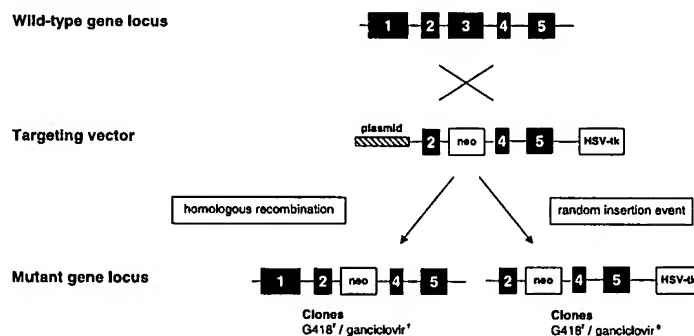 Wild-type gene locus
1 2 3 4 5
Targeting vector
plasmid
2 neo 4 5 HSV-tk
homologous recombination
random insertion event
Mutant gene locus
1 2 neo 4 5
2 neo 4 5 HSV-tk
Clones
G418ʳ / ganciclovirʳ
Clones
G418ʳ / ganciclovirˢ